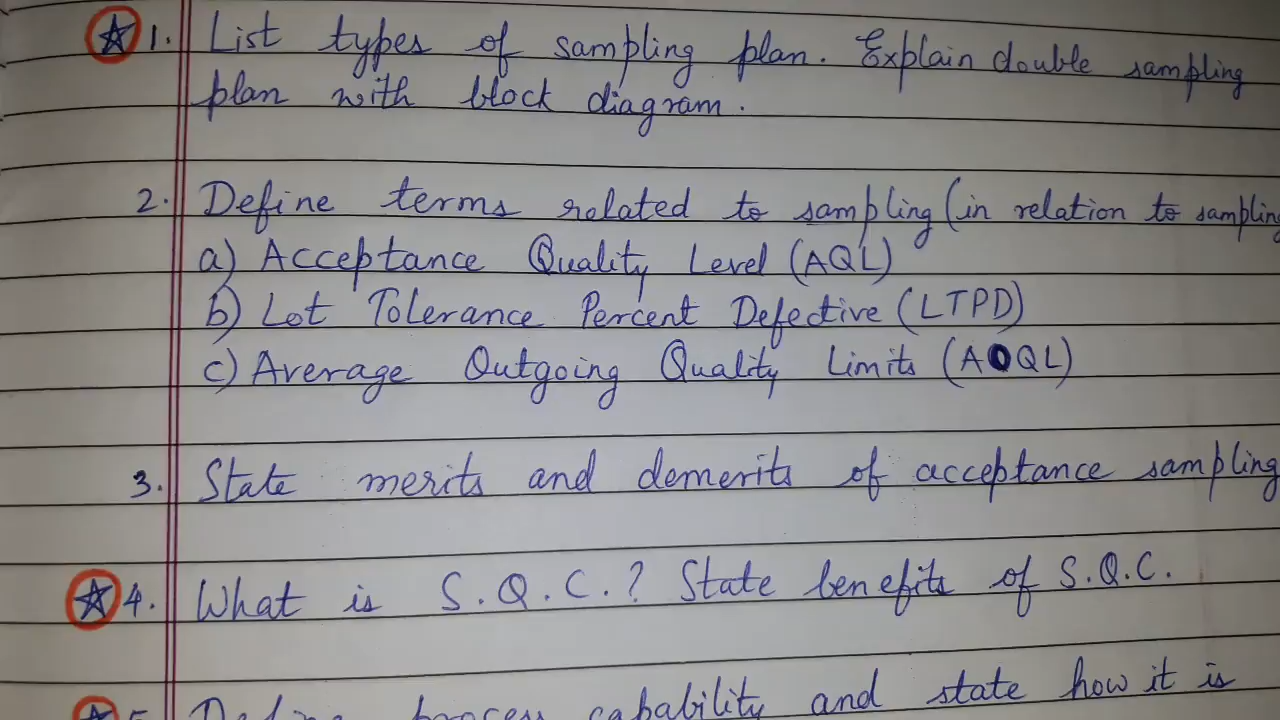 1. List types of sampling plan. Explain double sampling
plan with block diagram.
2. Define terms related to sampling (in relation to sampling
a) Acceptance Quality Level (AQL)
b) Lot Tolerance Percent Defective (LTPD)
c) Average Outgoing Quality Limits (AOQL)
3. State merits and demerits of acceptance sampling
4. What is S.Q.C.? State benefits of S.Q.C.
5. Define process capability and state how it is